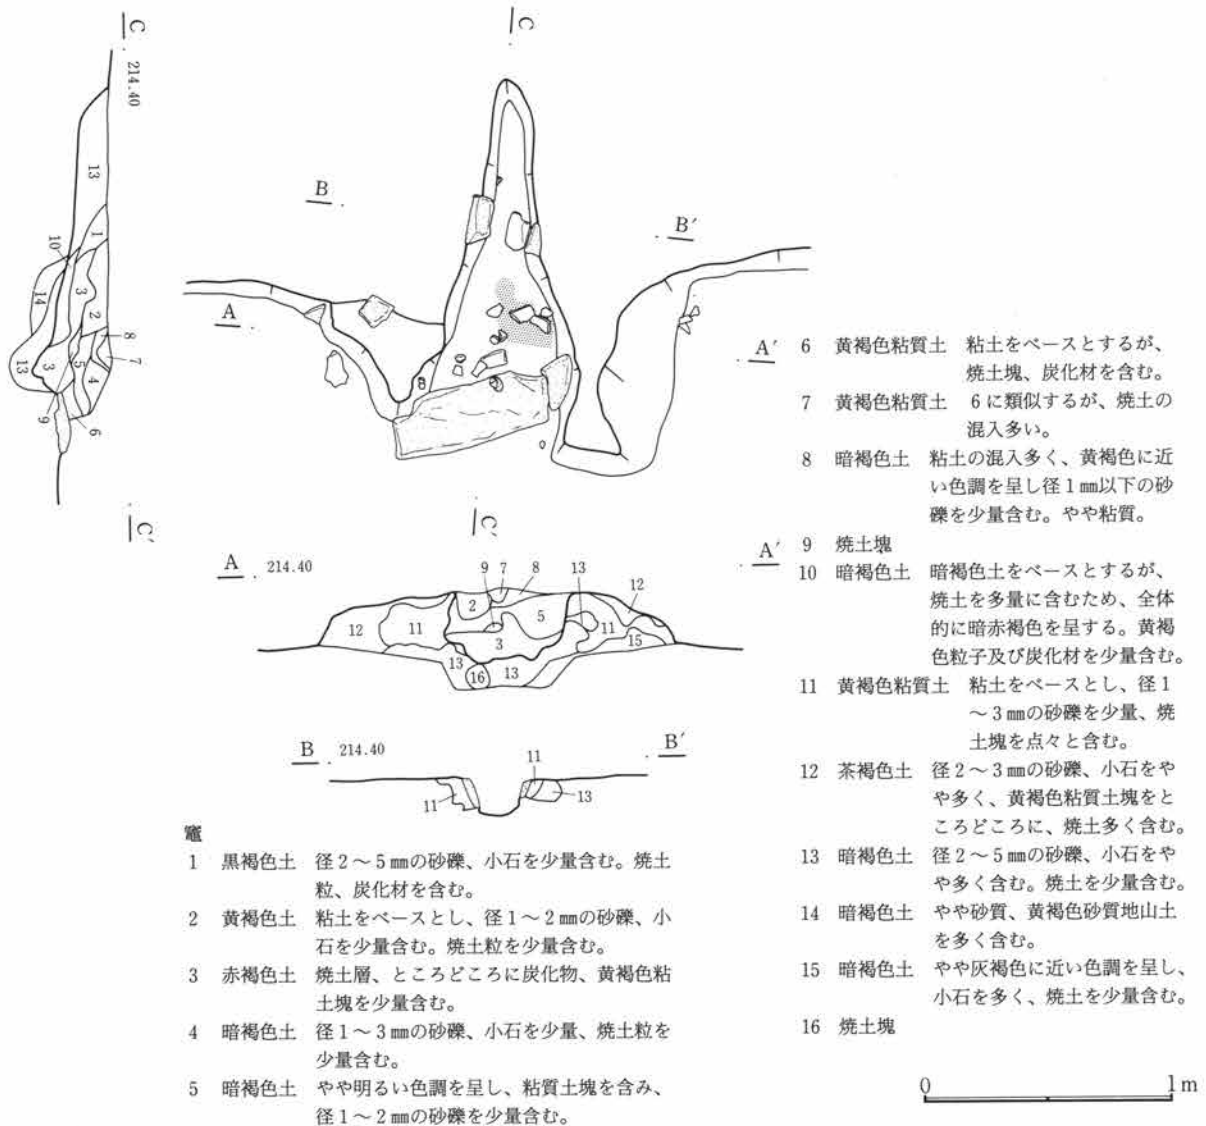 C
214.40
13
1
10
14
3
2
8
7
13
3
5
4
9
6
C′
C
B
B′
A
A′
C′
A
214.40
A′
9
7
8
13
12
2
5
12
11
11
3
15
13
16
13
B
214.40
B′
11
11
13
竈
1 黒褐色土 径2～5㎜の砂礫、小石を少量含む。焼土
粒、炭化材を含む。
2 黄褐色土 粘土をベースとし、径1～2㎜の砂礫、小
石を少量含む。焼土粒を少量含む。
3 赤褐色土 焼土層、ところどころに炭化物、黄褐色粘
土塊を少量含む。
4 暗褐色土 径1～3㎜の砂礫、小石を少量、焼土粒を
少量含む。
5 暗褐色土 やや明るい色調を呈し、粘質土塊を含み、
径1～2㎜の砂礫を少量含む。
6 黄褐色粘質土 粘土をベースとするが、
焼土塊、炭化材を含む。
7 黄褐色粘質土 6に類似するが、焼土の
混入多い。
8 暗褐色土 粘土の混入多く、黄褐色に近
い色調を呈し径1㎜以下の砂
礫を少量含む。やや粘質。
9 焼土塊
10 暗褐色土 暗褐色土をベースとするが、
焼土を多量に含むため、全体
的に暗赤褐色を呈する。黄褐
色粒子及び炭化材を少量含む。
11 黄褐色粘質土 粘土をベースとし、径1
～3㎜の砂礫を少量、焼
土塊を点々と含む。
12 茶褐色土 径2～3㎜の砂礫、小石をや
や多く、黄褐色粘質土塊をと
ころどころに、焼土多く含む。
13 暗褐色土 径2～5㎜の砂礫、小石をや
や多く含む。焼土を少量含む。
14 暗褐色土 やや砂質、黄褐色砂質地山土
を多く含む。
15 暗褐色土 やや灰褐色に近い色調を呈し、
小石を多く、焼土を少量含む。
16 焼土塊
0 1m